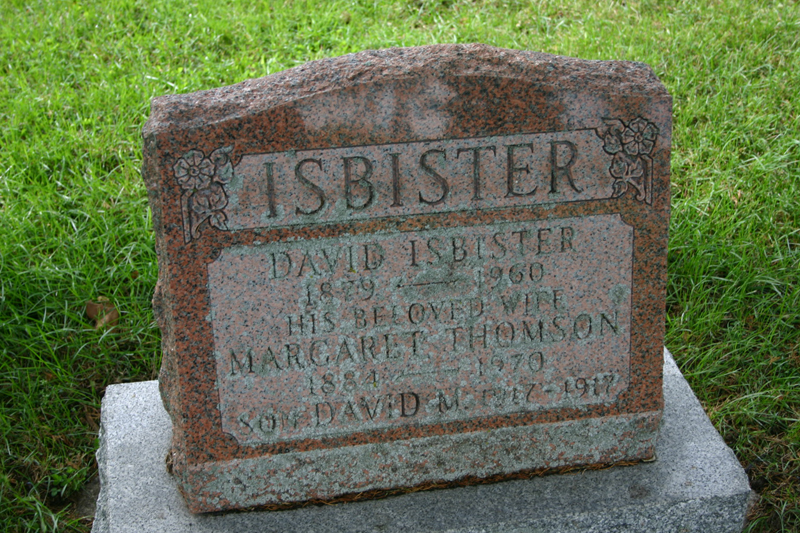 ISBISTER
DAVID ISBISTER
1879 — 1960
HIS BELOVED WIFE
MARGARET THOMSON
1884 — 1970
SON DAVID M. 1917-1917